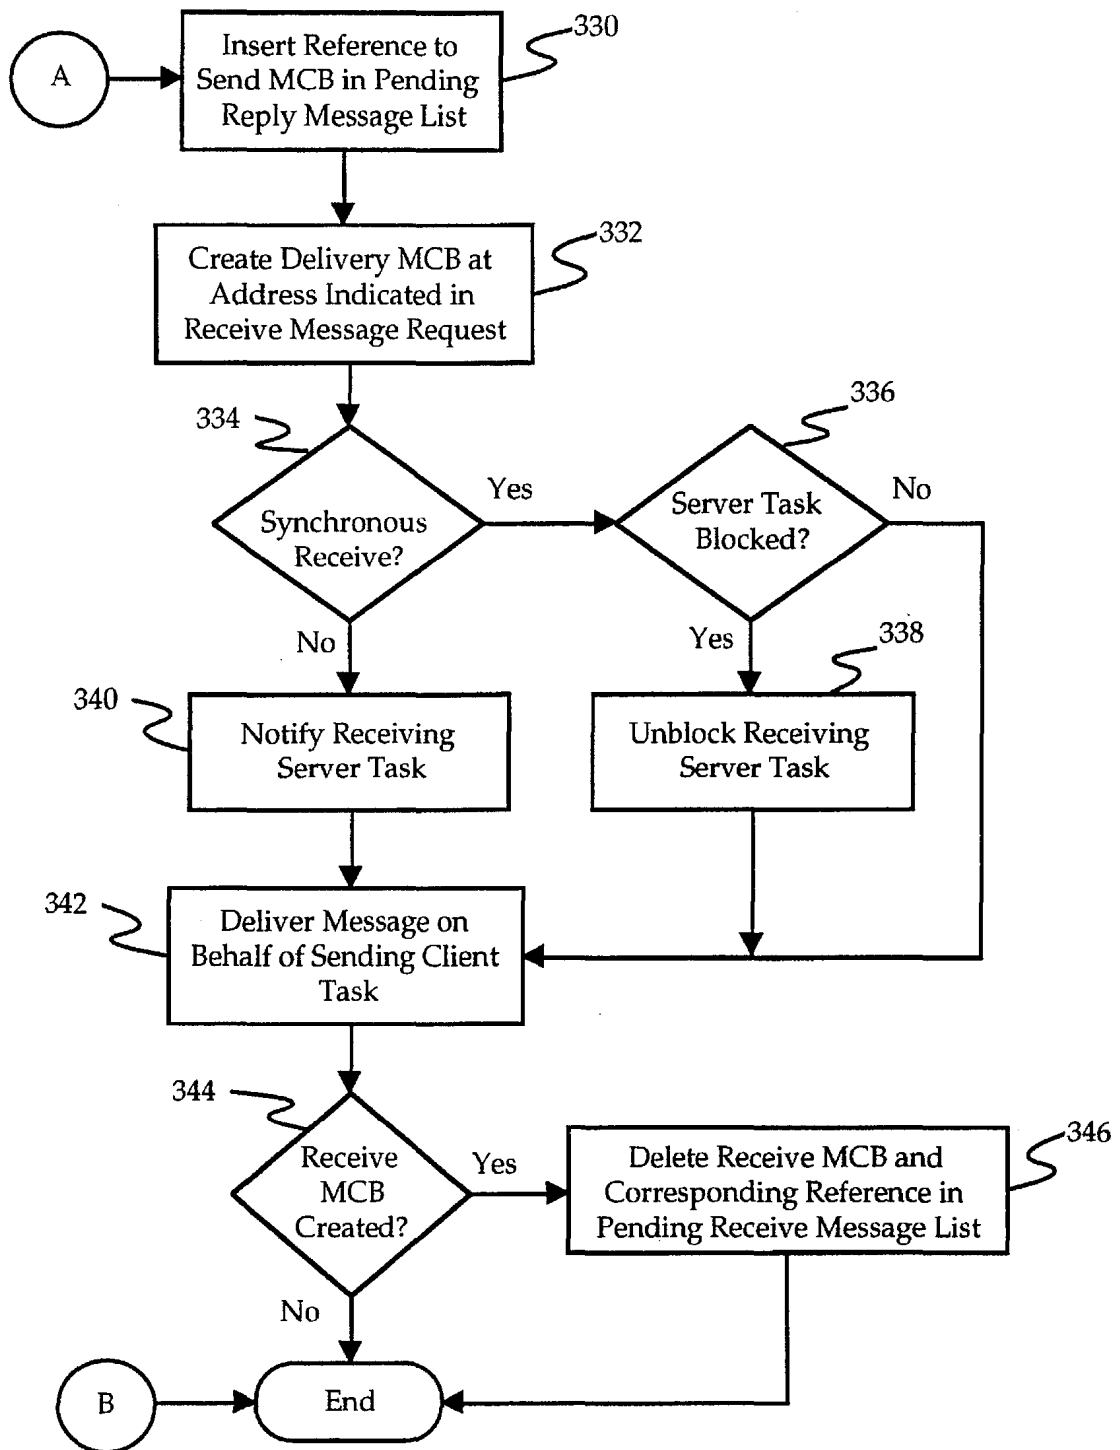 330
A
Insert Reference to
Send MCB in Pending
Reply Message List
332
Create Delivery MCB at
Address Indicated in
Receive Message Request
334
336
Synchronous
Receive?
Yes
Server Task
Blocked?
No
No
Yes
338
340
Notify Receiving
Server Task
Unblock Receiving
Server Task
342
Deliver Message on
Behalf of Sending Client
Task
344
Receive
MCB
Created?
Yes
346
Delete Receive MCB and
Corresponding Reference in
Pending Receive Message List
No
B
End